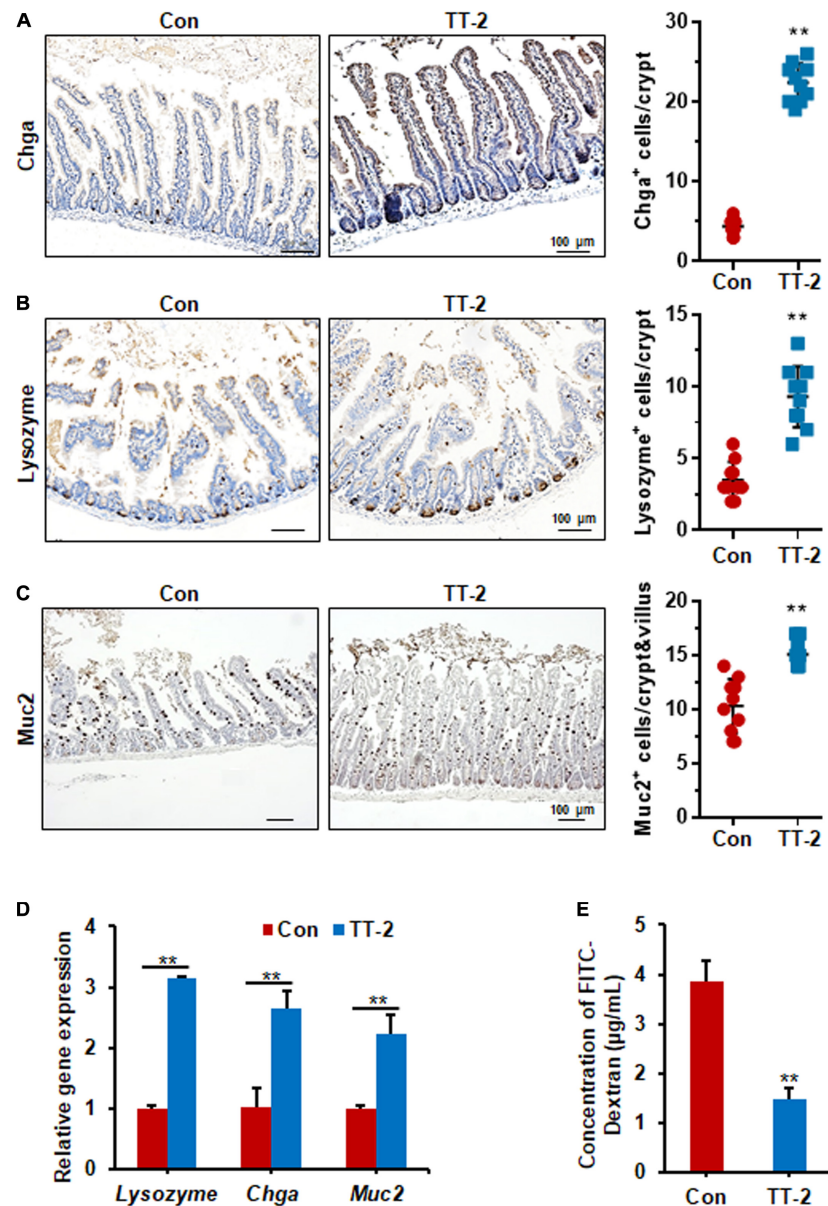 A
Con
TT-2
Chga
100 µm
Chga+ cells/crypt
30
20
10
0
**
Con
TT-2
B
Con
TT-2
Lysozyme
100 µm
Lysozyme+ cells/crypt
15
10
5
0
**
Con
TT-2
C
Con
TT-2
Muc2
100 µm
Muc2+ cells/crypt&villus
20
15
10
5
0
**
Con
TT-2
D
Relative gene expression
4
3
2
1
0
Con TT-2
**
**
**
Lysozyme Chga Muc2
E
Concentration of FITC-
Dextran (µg/mL)
5
4
3
2
1
0
**
Con
TT-2